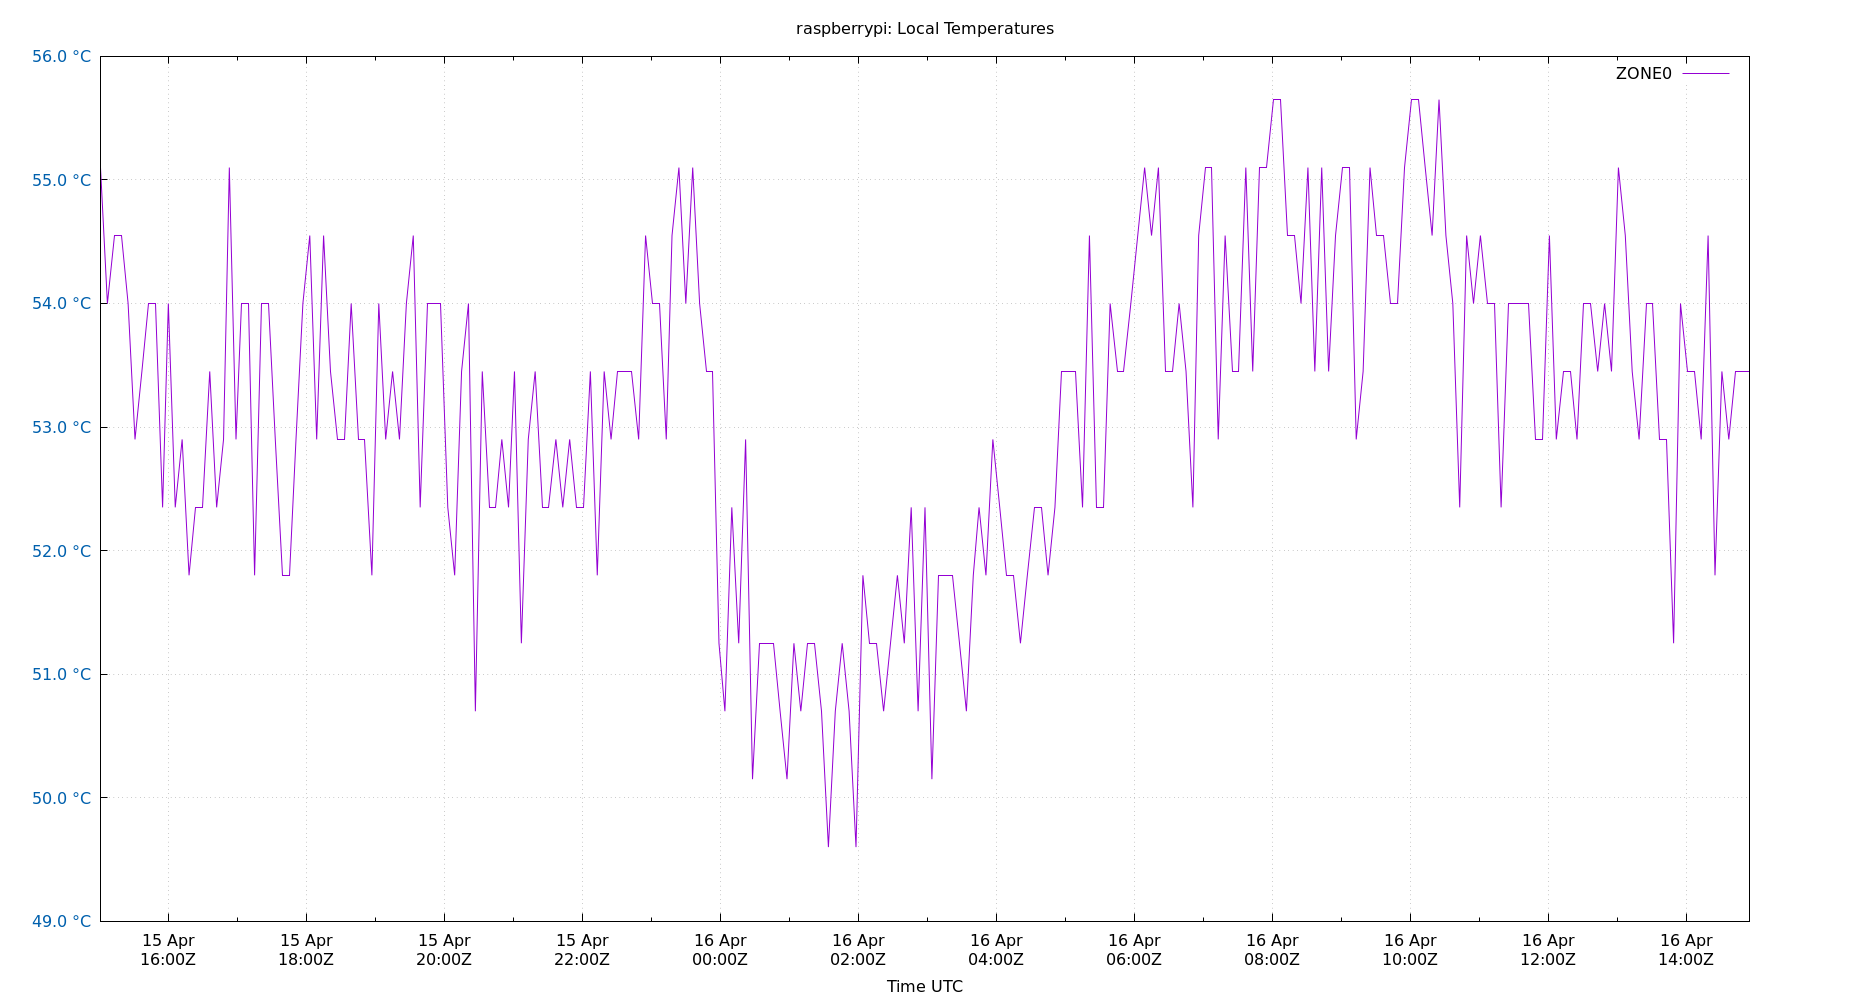 raspberrypi: Local Temperatures
56.0 °C
ZONE0
55.0 °C
54.0 °C
53.0 °C
52.0 °C
51.0 °C
50.0 °C
49.0 °C
15 Apr 15 Apr 15 Apr 15 Apr 16 Apr 16 Apr 16 Apr 16 Apr 16 Apr 16 Apr 16 Apr 16 Apr
16:00Z 18:00Z 20:00Z 22:00Z 00:00Z 02:00Z 04:00Z 06:00Z 08:00Z 10:00Z 12:00Z 14:00Z
Time UTC